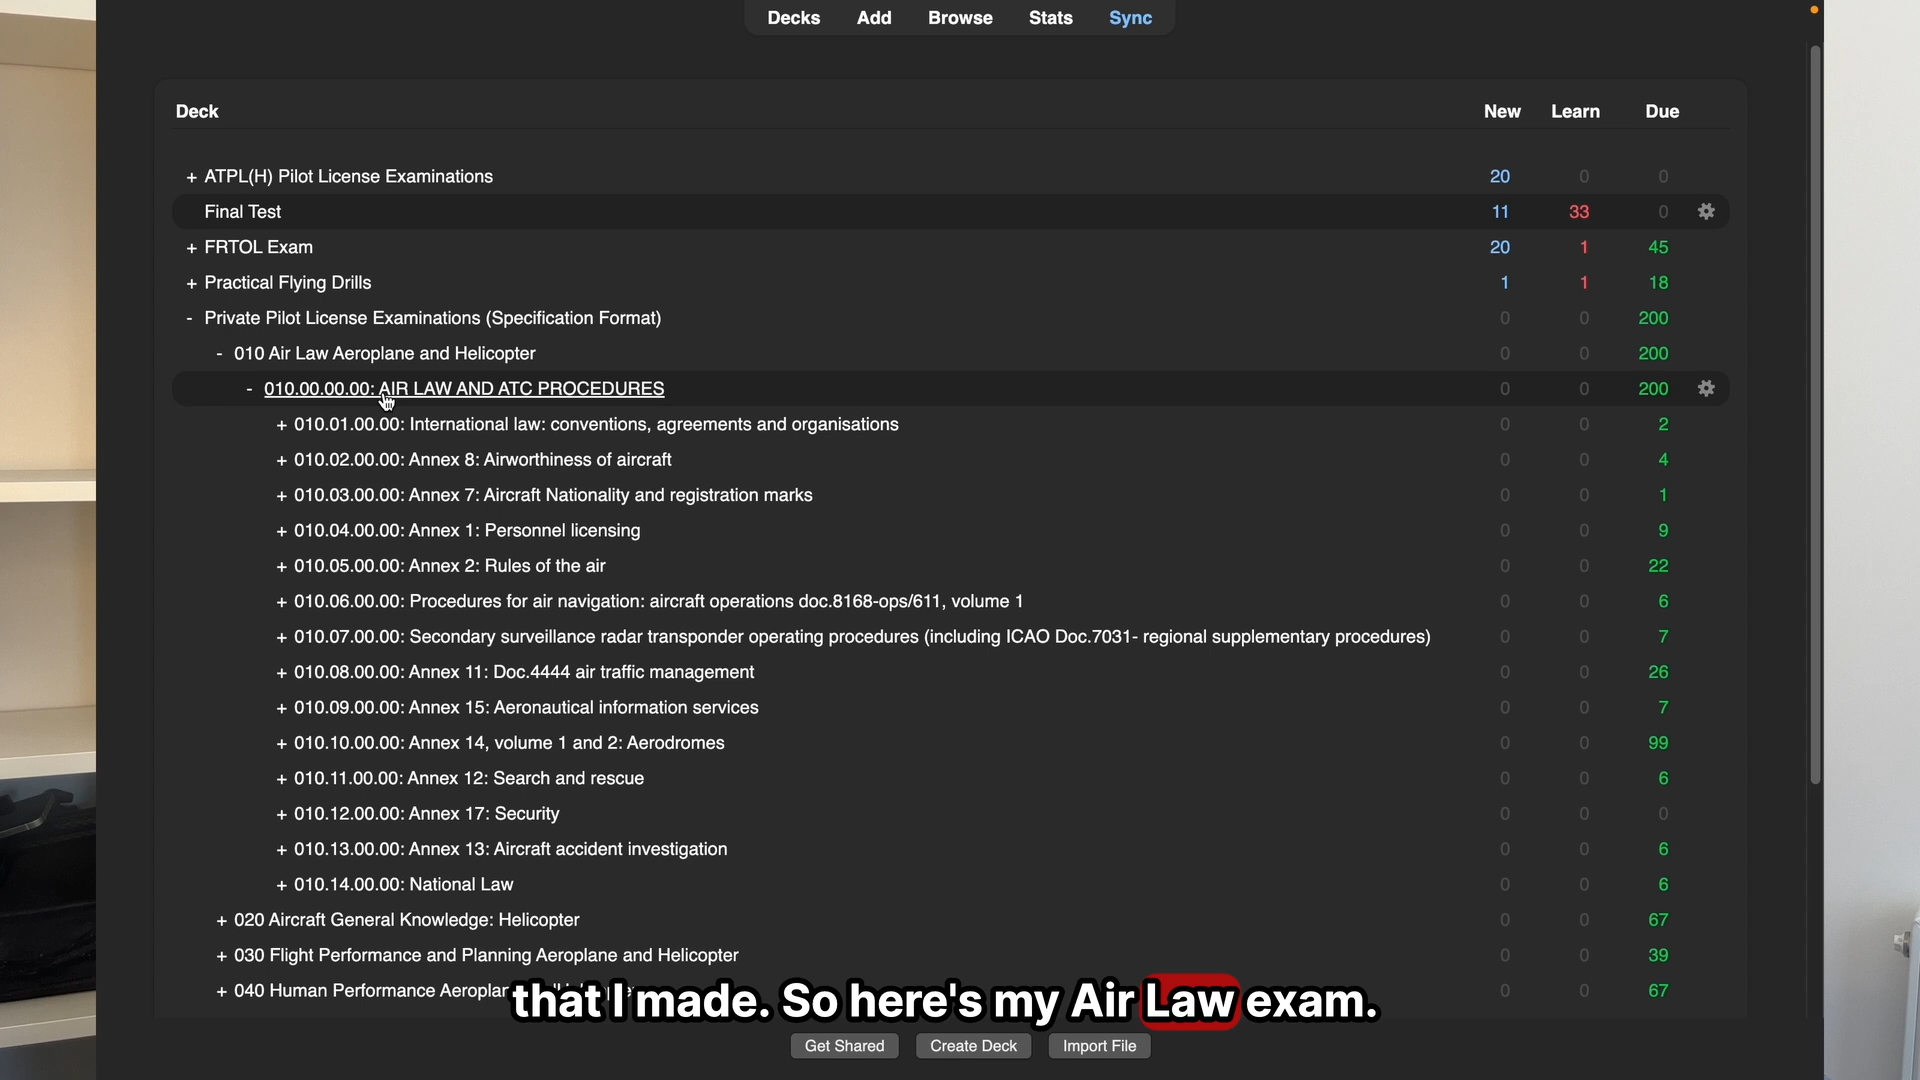 Decks Add Browse Stats Sync
Deck New Learn Due
+ ATPL(H) Pilot License Examinations 20 0 0
Final Test 11 33 0
+ FRTOL Exam 20 1 45
+ Practical Flying Drills 1 1 18
- Private Pilot License Examinations (Specification Format) 0 0 200
- 010 Air Law Aeroplane and Helicopter 0 0 200
- 010.00.00.00: AIR LAW AND ATC PROCEDURES 0 0 200
+ 010.01.00.00: International law: conventions, agreements and organisations 0 0 2
+ 010.02.00.00: Annex 8: Airworthiness of aircraft 0 0 4
+ 010.03.00.00: Annex 7: Aircraft Nationality and registration marks 0 0 1
+ 010.04.00.00: Annex 1: Personnel licensing 0 0 9
+ 010.05.00.00: Annex 2: Rules of the air 0 0 22
+ 010.06.00.00: Procedures for air navigation: aircraft operations doc.8168-ops/611, volume 1 0 0 6
+ 010.07.00.00: Secondary surveillance radar transponder operating procedures (including ICAO Doc.7031- regional supplementary procedures) 0 0 7
+ 010.08.00.00: Annex 11: Doc.4444 air traffic management 0 0 26
+ 010.09.00.00: Annex 15: Aeronautical information services 0 0 7
+ 010.10.00.00: Annex 14, volume 1 and 2: Aerodromes 0 0 99
+ 010.11.00.00: Annex 12: Search and rescue 0 0 6
+ 010.12.00.00: Annex 17: Security 0 0 0
+ 010.13.00.00: Annex 13: Aircraft accident investigation 0 0 6
+ 010.14.00.00: National Law 0 0 6
+ 020 Aircraft General Knowledge: Helicopter 0 0 67
+ 030 Flight Performance and Planning Aeroplane and Helicopter 0 0 39
+ 040 Human Performance 0 0 67
that I made. So here's my Air Law exam.
Get Shared Create Deck Import File